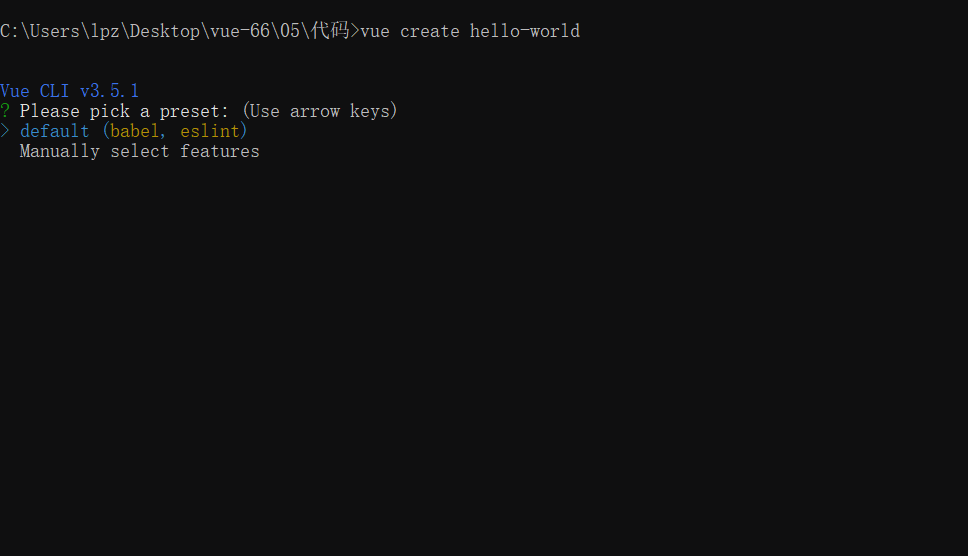 C:\Users\lpz\Desktop\vue-66\05\代码>vue create hello-world
Vue CLI v3.5.1
? Please pick a preset: (Use arrow keys)
> default (babel, eslint)
  Manually select features